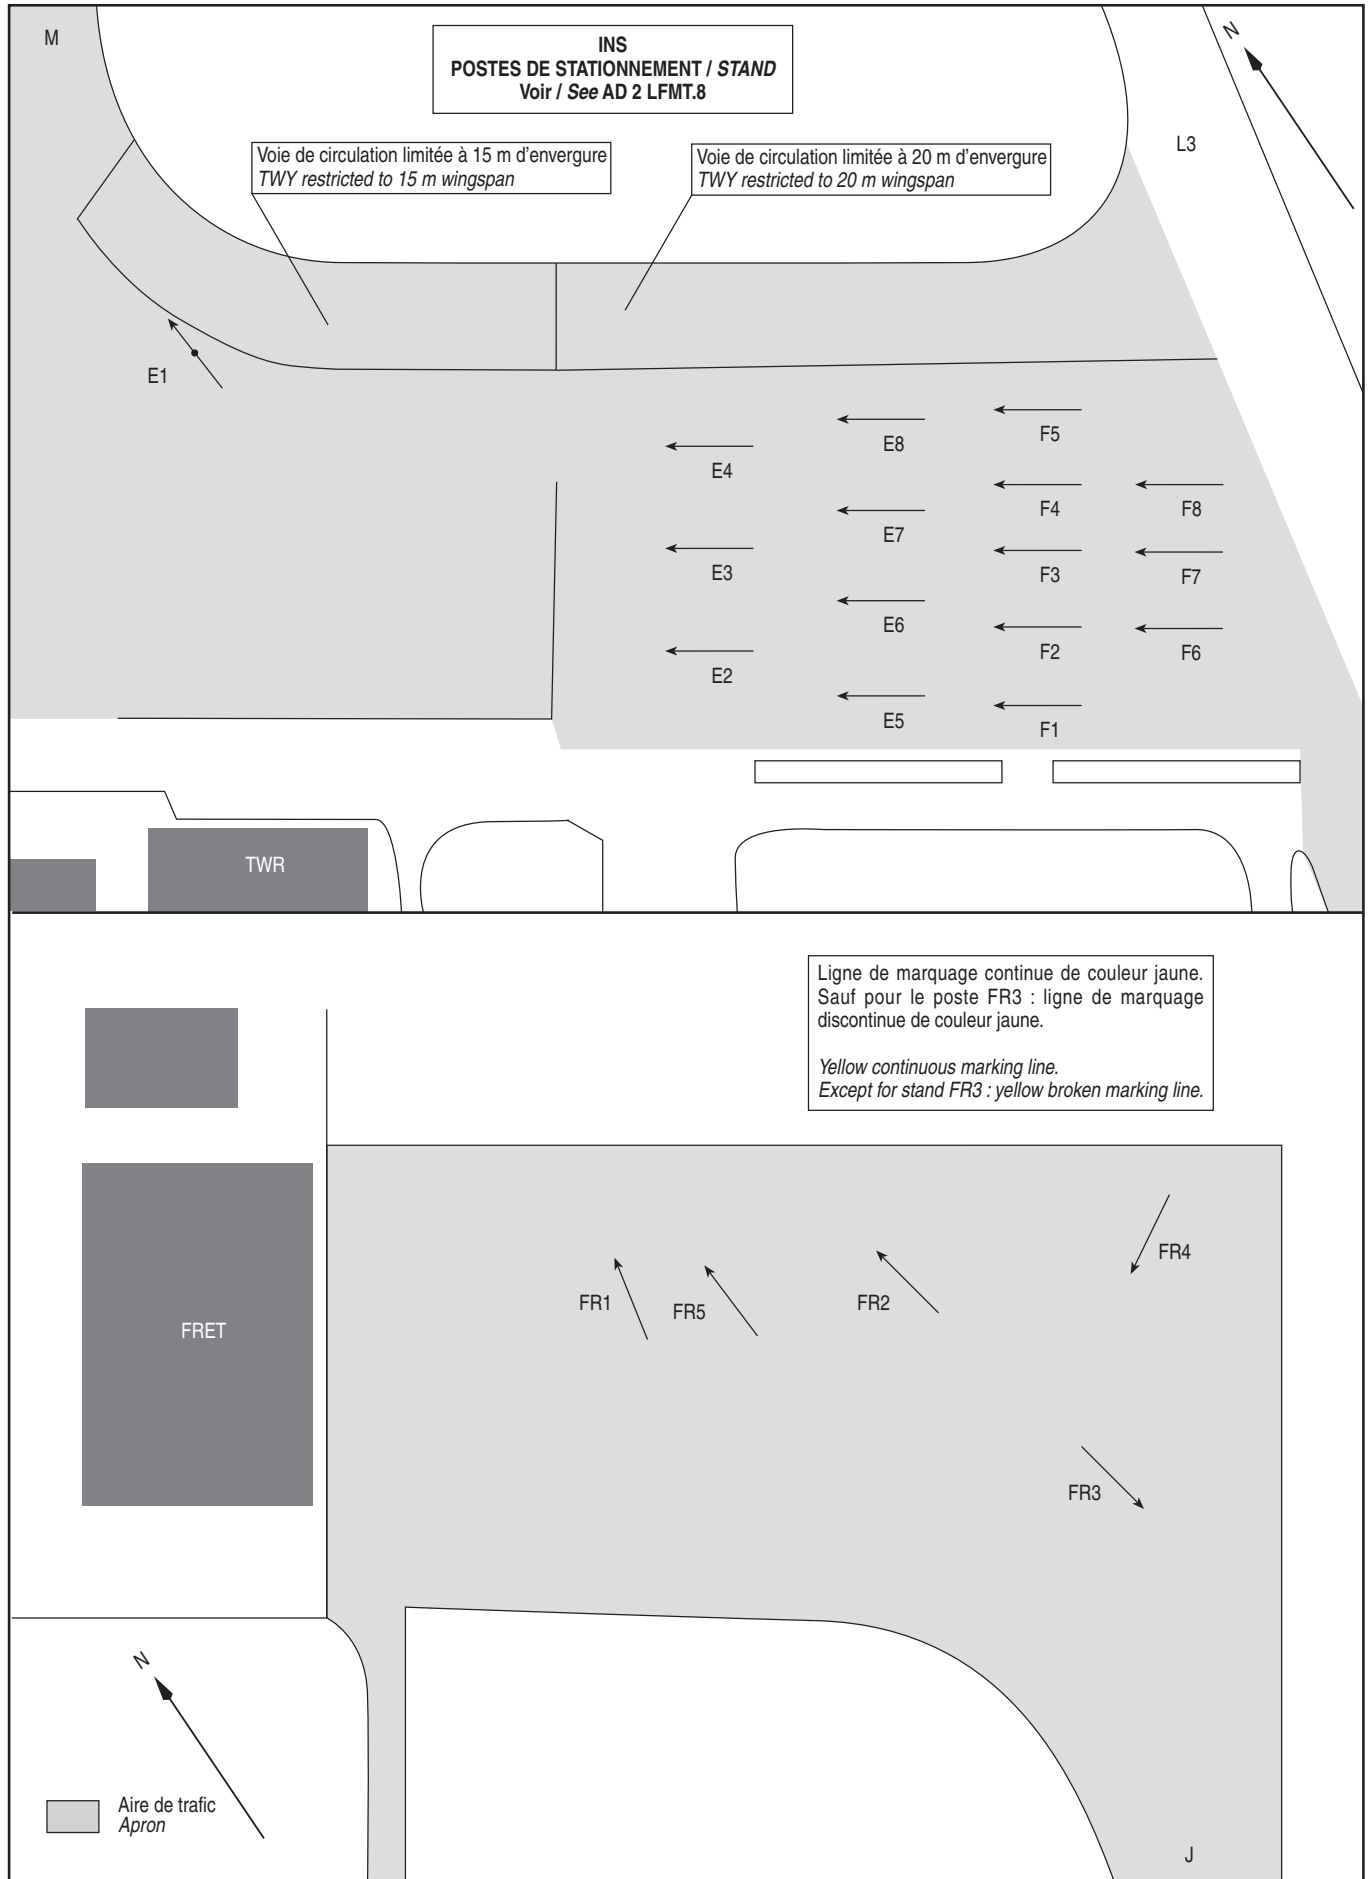 M
INS
POSTES DE STATIONNEMENT / STAND
Voir / See AD 2 LFMT.8
N
L3
Voie de circulation limitée à 15 m d'envergure
TWY restricted to 15 m wingspan
Voie de circulation limitée à 20 m d'envergure
TWY restricted to 20 m wingspan
E1
F5
E8
E4
F4
F8
E7
E3
F3
F7
E6
F2
F6
E2
E5
F1
TWR
Ligne de marquage continue de couleur jaune.
Sauf pour le poste FR3 : ligne de marquage
discontinue de couleur jaune.
Yellow continuous marking line.
Except for stand FR3 : yellow broken marking line.
FR4
FR1
FR5
FR2
FRET
FR3
N
Aire de trafic
Apron
J